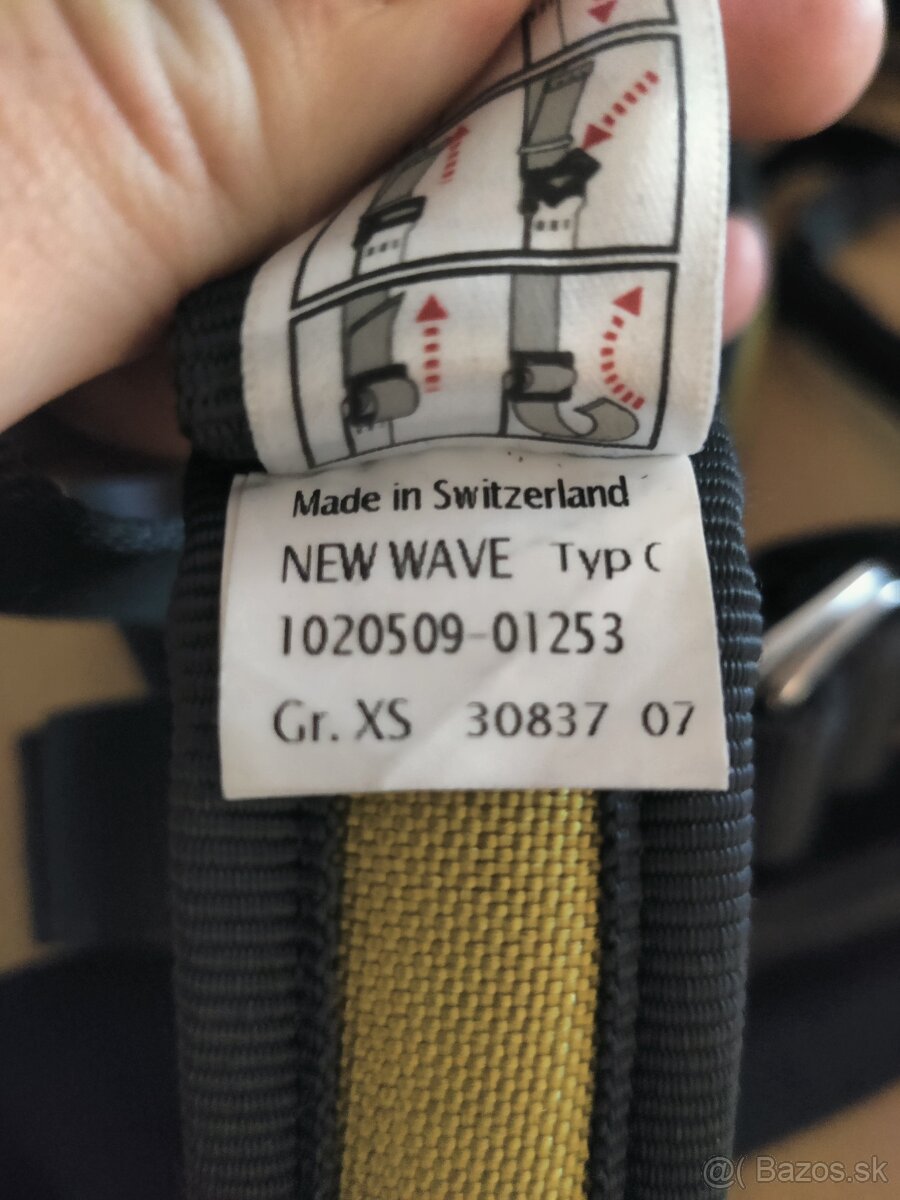 Made in Switzerland
NEW WAVE Typ C
1020509-01253
Gr. XS 30837 07
@( Bazos.sk